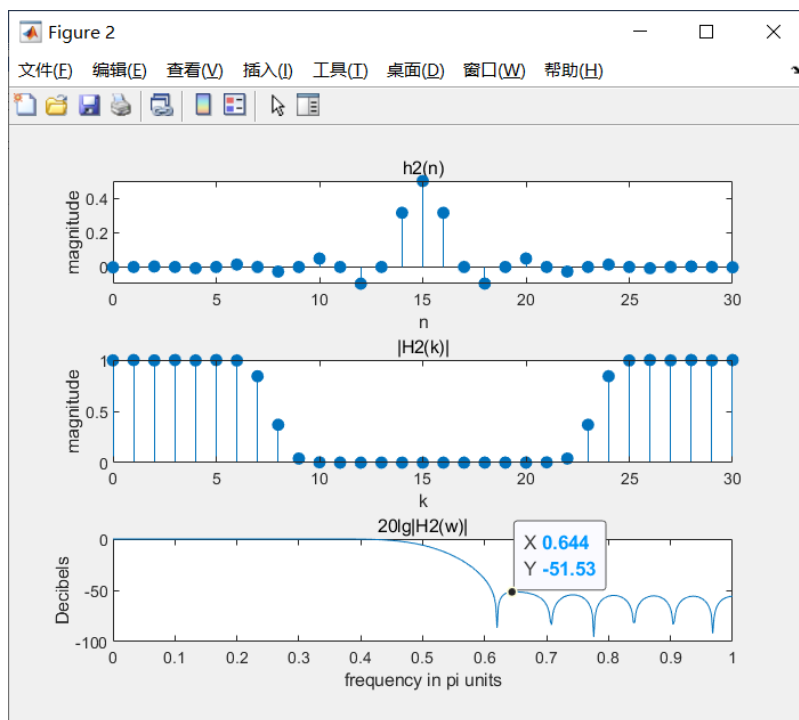 Figure 2
文件(F) 编辑(E) 查看(V) 插入(I) 工具(T) 桌面(D) 窗口(W) 帮助(H)
h2(n)
magnitude
0.4
0.2
0
0 5 10 15 20 25 30
n
|H2(k)|
magnitude
1
0.5
0
0 5 10 15 20 25 30
k
20lg|H2(w)|
Decibels
0
-50
-100
X 0.644
Y -51.53
0 0.1 0.2 0.3 0.4 0.5 0.6 0.7 0.8 0.9 1
frequency in pi units